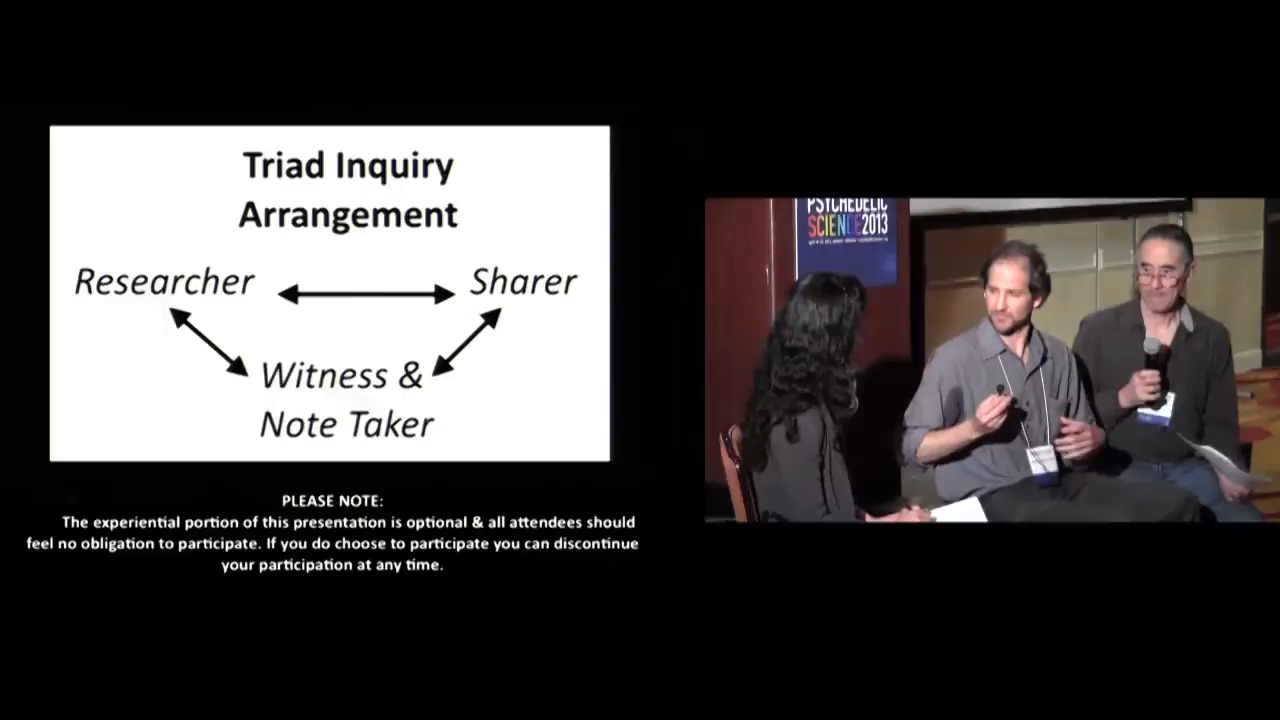 Triad Inquiry
Arrangement
Researcher
Sharer
Witness &
Note Taker
PLEASE NOTE:
The experiential portion of this presentation is optional & all attendees should
feel no obligation to participate. If you do choose to participate you can discontinue
your participation at any time.
PSYCHEDELIC
SCIENCE2013